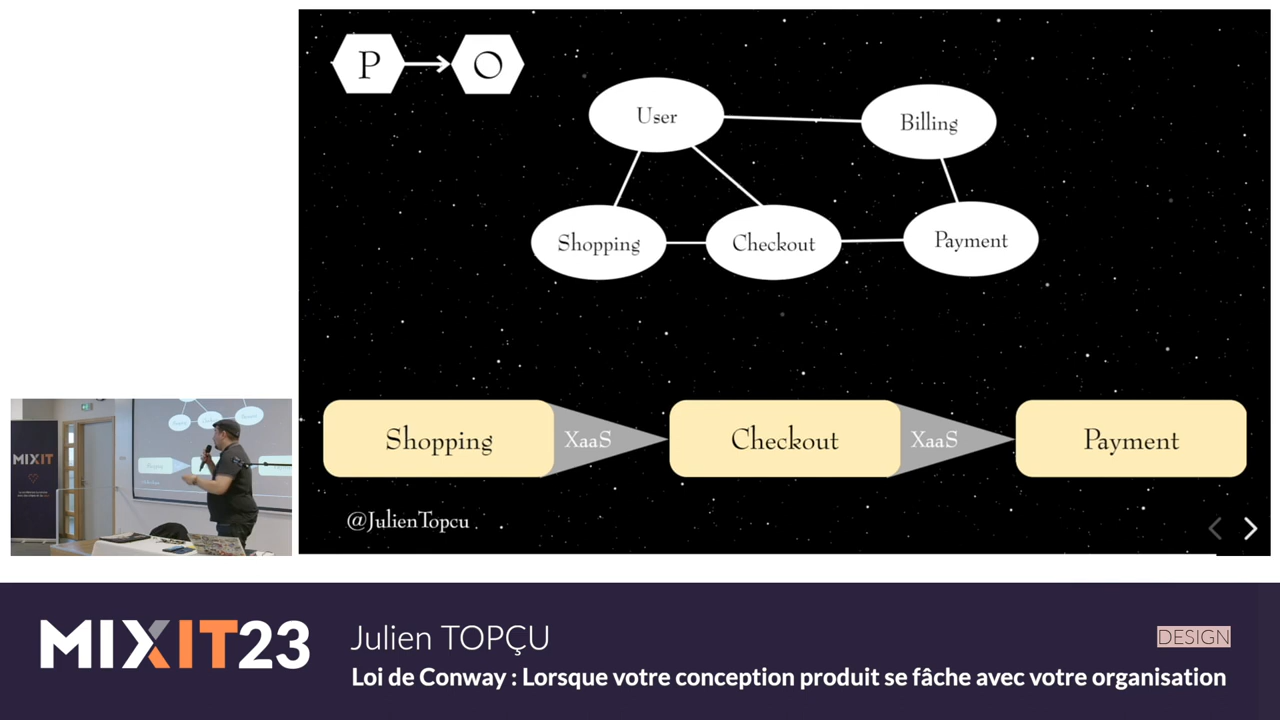 P
O
User
Billing
Shopping
Checkout
Payment
Shopping
XaaS
Checkout
XaaS
Payment
@JulienTopcu
MIXIT
MIXIT23
Julien TOPÇU
DESIGN
Loi de Conway : Lorsque votre conception produit se fâche avec votre organisation